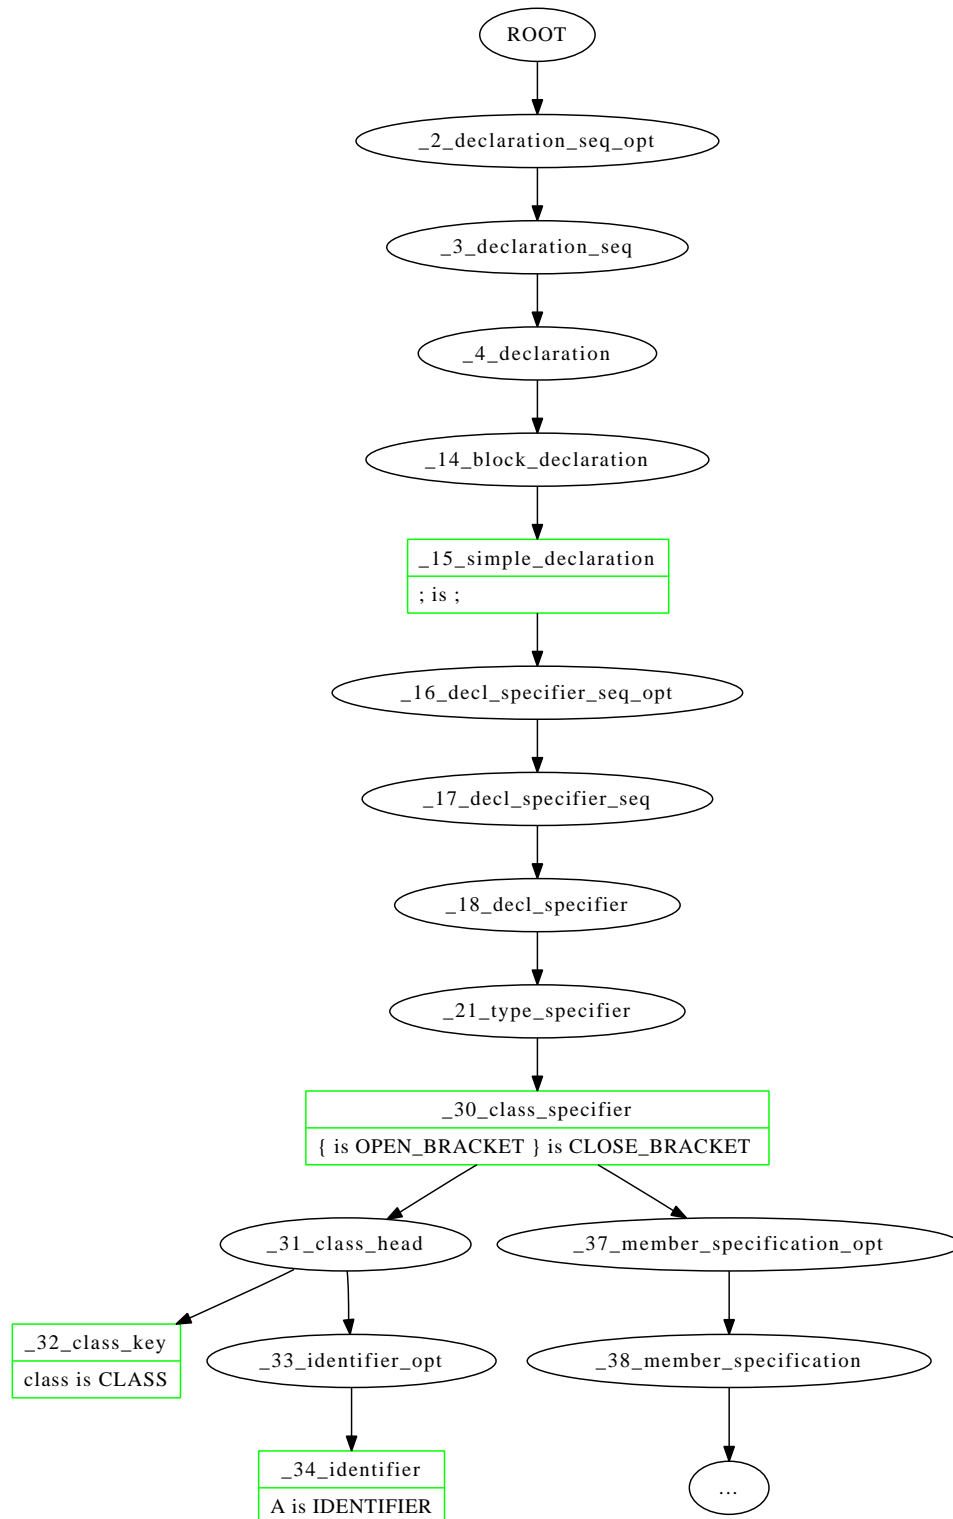 ROOT
_2_declaration_seq_opt
_3_declaration_seq
_4_declaration
_14_block_declaration
_15_simple_declaration
; is ;
_16_decl_specifier_seq_opt
_17_decl_specifier_seq
_18_decl_specifier
_21_type_specifier
_30_class_specifier
{ is OPEN_BRACKET } is CLOSE_BRACKET
_31_class_head
_37_member_specification_opt
_32_class_key
class is CLASS
_33_identifier_opt
_38_member_specification
_34_identifier
A is IDENTIFIER
...